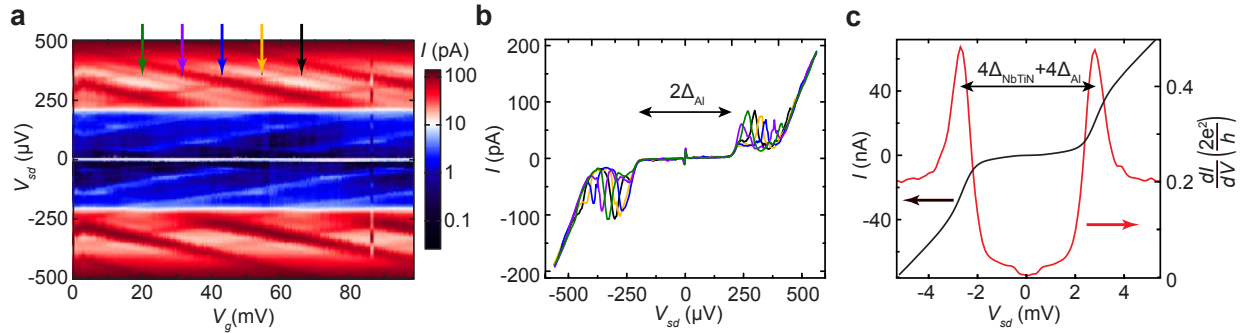 a
500
250
0
-250
-500
V_sd (µV)
0
20
40
60
80
V_g(mV)
I (pA)
100
10
1
0.1
b
200
100
0
-100
-200
I (pA)
2Δ_Al
-500
-250
0
250
500
V_sd (µV)
c
40
0
-40
I (nA)
4Δ_NbTiN+4Δ_Al
-4
-2
0
2
4
V_sd (mV)
0.4
0.2
0
dI/dV (2e²/h)